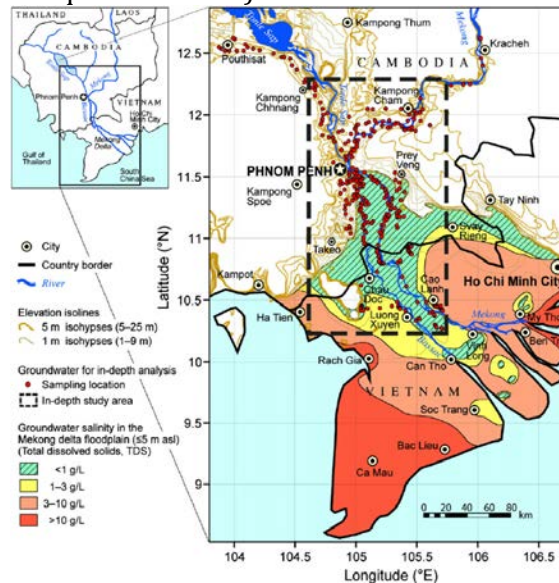 THAILAND
LAOS
CAMBODIA
Mekong
Phnom Penh
VIETNAM
Ho Chi
Minh City
Mekong
Delta
Gulf of
Thailand
South
China Sea
City
Country border
River
Elevation isolines
5 m isohypses (5–25 m)
1 m isohypses (1–9 m)
Groundwater for in-depth analysis
Sampling location
In-depth study area
Groundwater salinity in the
Mekong delta floodplain (≤5 m asl)
(Total dissolved solids, TDS)
<1 g/L
1–3 g/L
3–10 g/L
>10 g/L
Latitude (°N)
12.5
12
11.5
11
10.5
10
9.5
9
Tonle Sap
Kampong Thum
Mekong
Kracheh
Pouthisat
CAMBODIA
Kampong
Chhnang
Kampong
Cham
PHNOM PENH
Prey
Veng
Kampong
Spoe
Tay Ninh
Svay
Rieng
Takeo
Kampot
Chau
Doc
Cao
Lanh
Ho Chi Minh City
Ha Tien
Luong
Xuyen
Mekong
My Tho
Ben Tre
Rach Gia
Bassac
Can Tho
Vinh
Long
VIETNAM
Soc Trang
Bac Lieu
Ca Mau
0 20 40 60 80
km
104
104.5
105
105.5
106
106.5
Longitude (°E)